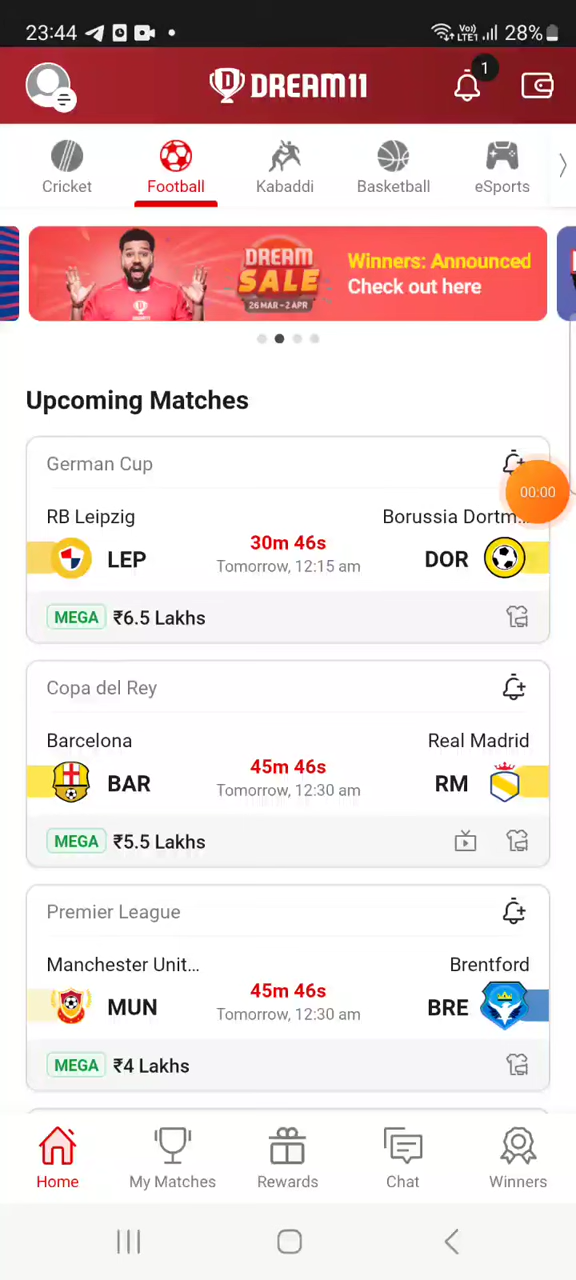 23:44
Vo) LTE1 28%
1
DREAM11
Cricket Football Kabaddi Basketball eSports
DREAM SALE
26 MAR—2 APR
Winners: Announced
Check out here
Upcoming Matches
German Cup
00:00
RB Leipzig Borussia Dortm...
LEP 30m 46s DOR
Tomorrow, 12:15 am
MEGA ₹6.5 Lakhs
Copa del Rey
Barcelona Real Madrid
BAR 45m 46s RM
Tomorrow, 12:30 am
MEGA ₹5.5 Lakhs
Premier League
Manchester Unit... Brentford
MUN 45m 46s BRE
Tomorrow, 12:30 am
MEGA ₹4 Lakhs
Home My Matches Rewards Chat Winners